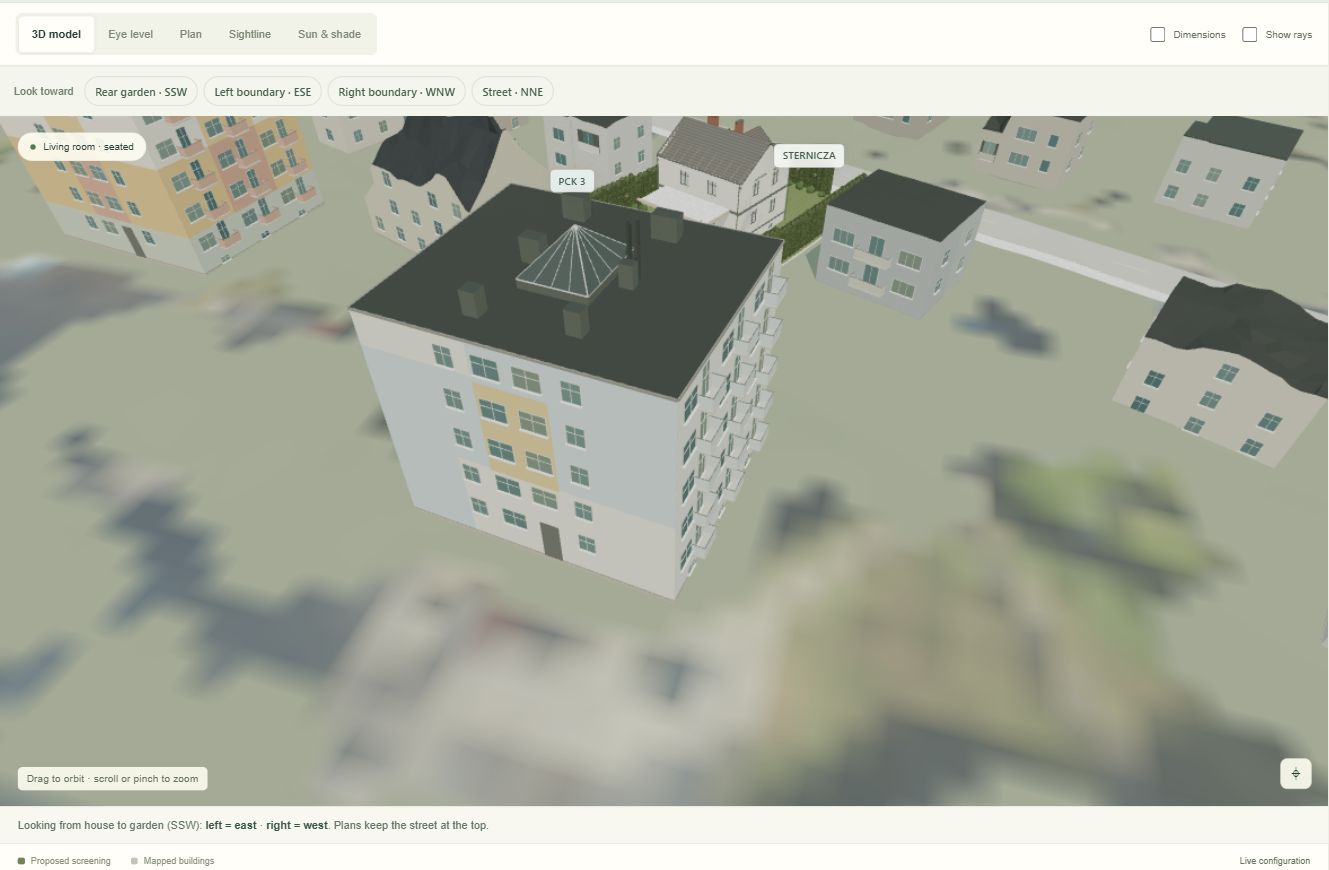 3D model Eye level Plan Sightline Sun & shade Dimensions Show rays
Look toward Rear garden · SSW Left boundary · ESE Right boundary · WNW Street · NNE
Living room · seated
STERNICZA
PCK 3
Drag to orbit · scroll or pinch to zoom
Looking from house to garden (SSW): left = east · right = west. Plans keep the street at the top.
Proposed screening Mapped buildings Live configuration